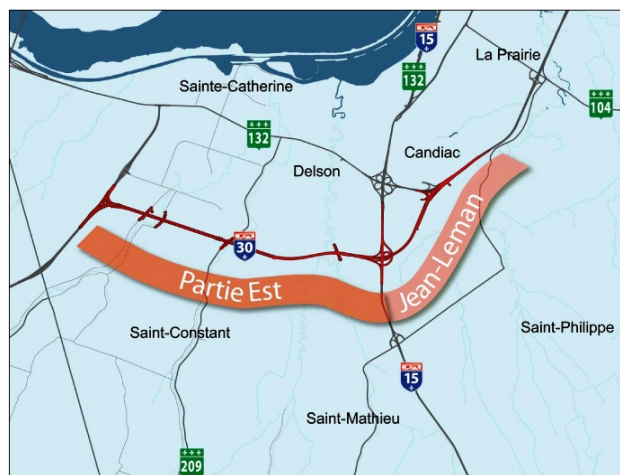 15
132
La Prairie
104
Sainte-Catherine
132
Delson
Candiac
30
Partie Est
Jean-Leman
Saint-Constant
Saint-Philippe
15
Saint-Mathieu
209